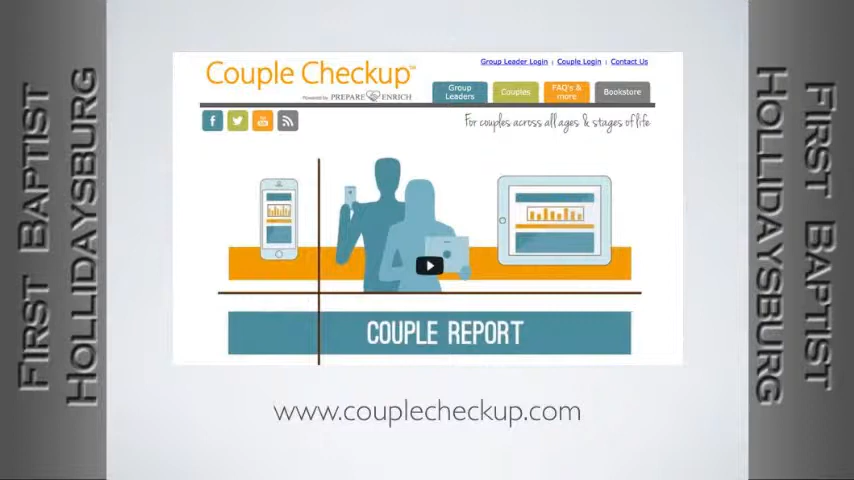 FIRST BAPTIST
HOLLIDAYSBURG
Couple Checkup™
Powered by PREPARE ENRICH
Group Leader Login | Couple Login | Contact Us
Group Leaders
Couples
FAQ's & more
Bookstore
For couples across all ages & stages of life
COUPLE REPORT
www.couplecheckup.com
FIRST BAPTIST
HOLLIDAYSBURG